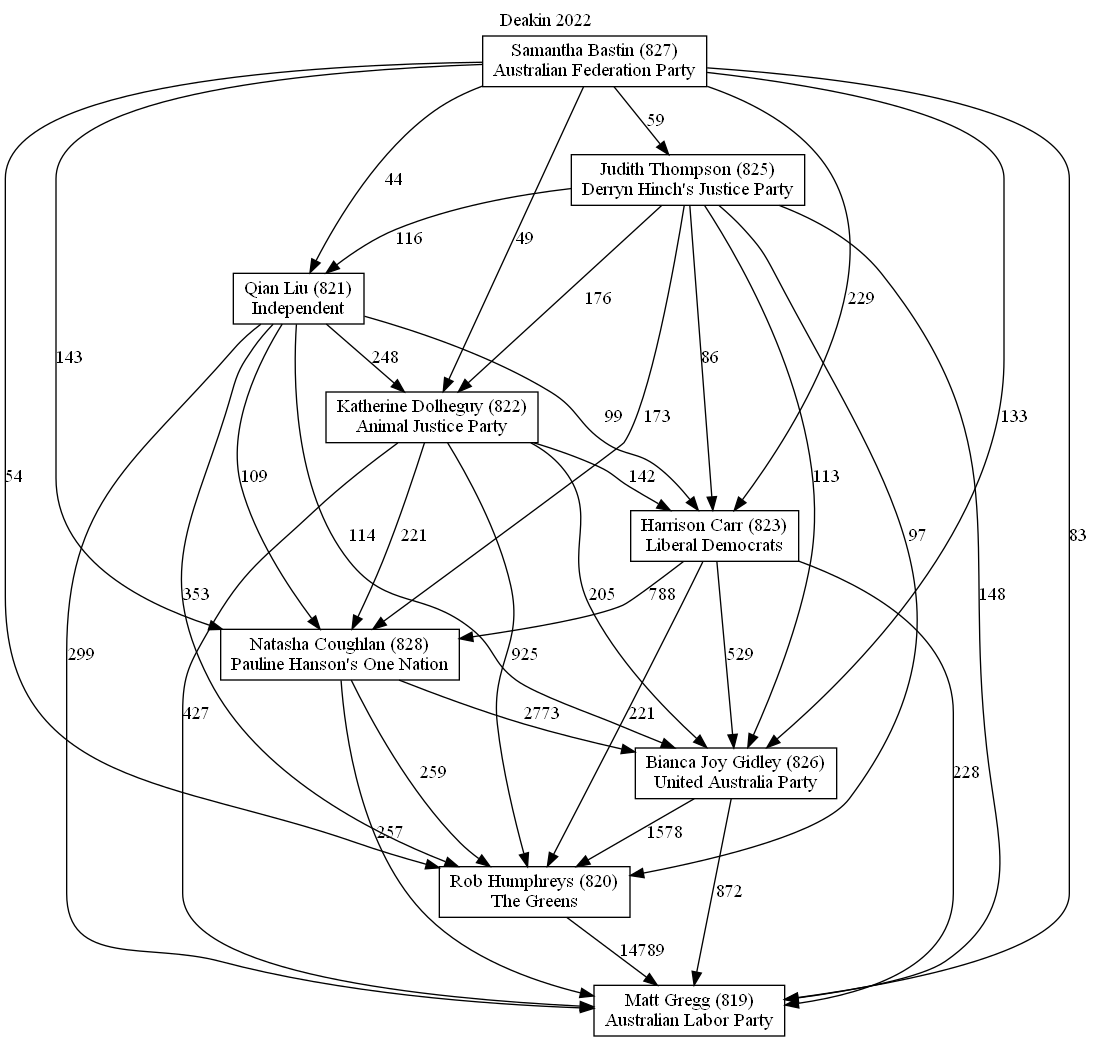 Deakin 2022
Samantha Bastin (827)
Australian Federation Party
59
Judith Thompson (825)
Derryn Hinch's Justice Party
44
116
49
176
229
Qian Liu (821)
Independent
143
248
86
Katherine Dolheguy (822)
Animal Justice Party
99
173
133
54
109
142
113
Harrison Carr (823)
Liberal Democrats
114
221
97
83
353
205
788
148
299
Natasha Coughlan (828)
Pauline Hanson's One Nation
925
529
427
2773
221
259
Bianca Joy Gidley (826)
United Australia Party
228
257
1578
Rob Humphreys (820)
The Greens
872
14789
Matt Gregg (819)
Australian Labor Party